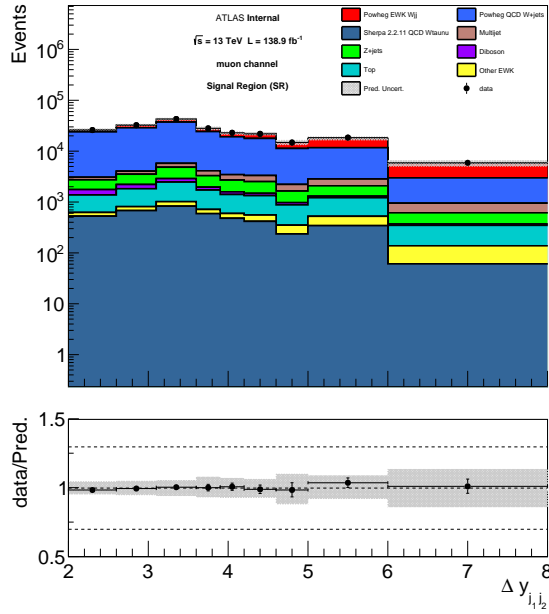 Events
ATLAS Internal
√s = 13 TeV L = 138.9 fb⁻¹
muon channel
Signal Region (SR)
Powheg EWK Wjj
Powheg QCD W+jets
Sherpa 2.2.11 QCD Wtaunu
Multijet
Z+jets
Diboson
Top
Other EWK
Pred. Uncert.
data
10⁶
10⁵
10⁴
10³
10²
10
1
data/Pred.
1.5
1
0.5
2 3 4 5 6 7 8
Δ y_{j₁j₂}